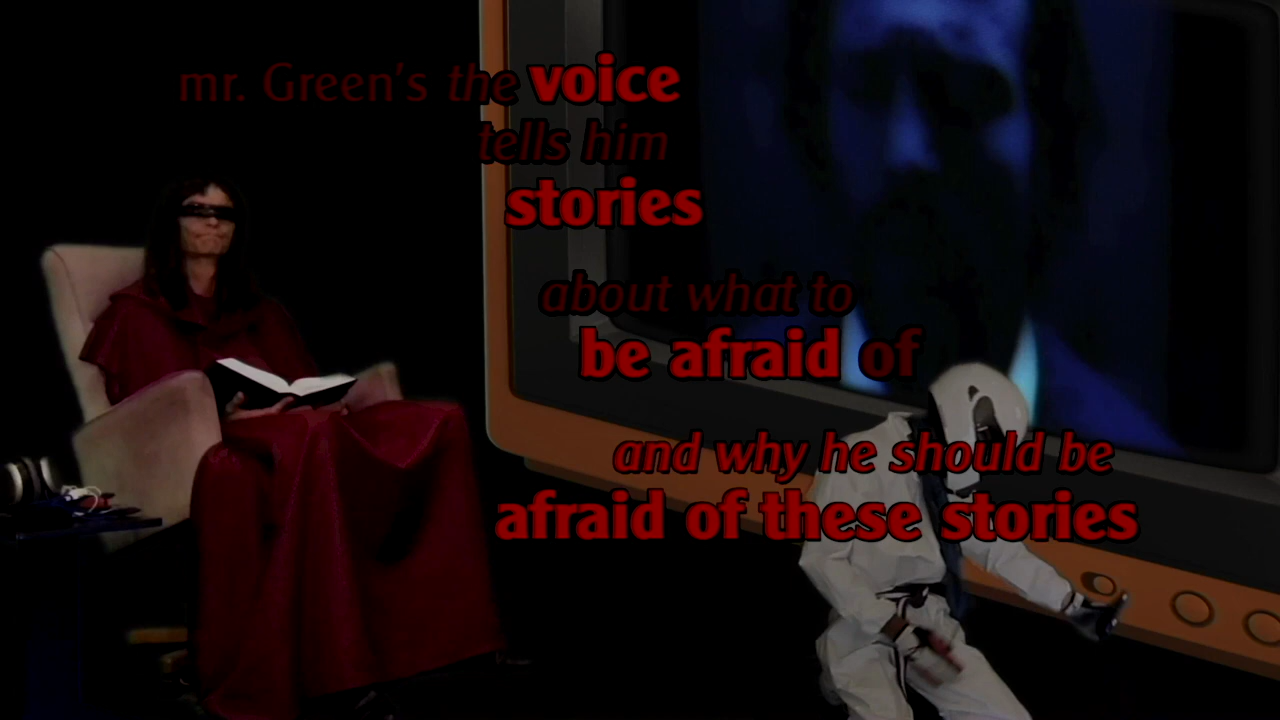 mr. Green's the voice
tells him
stories
about what to
be afraid of
and why he should be
afraid of these stories